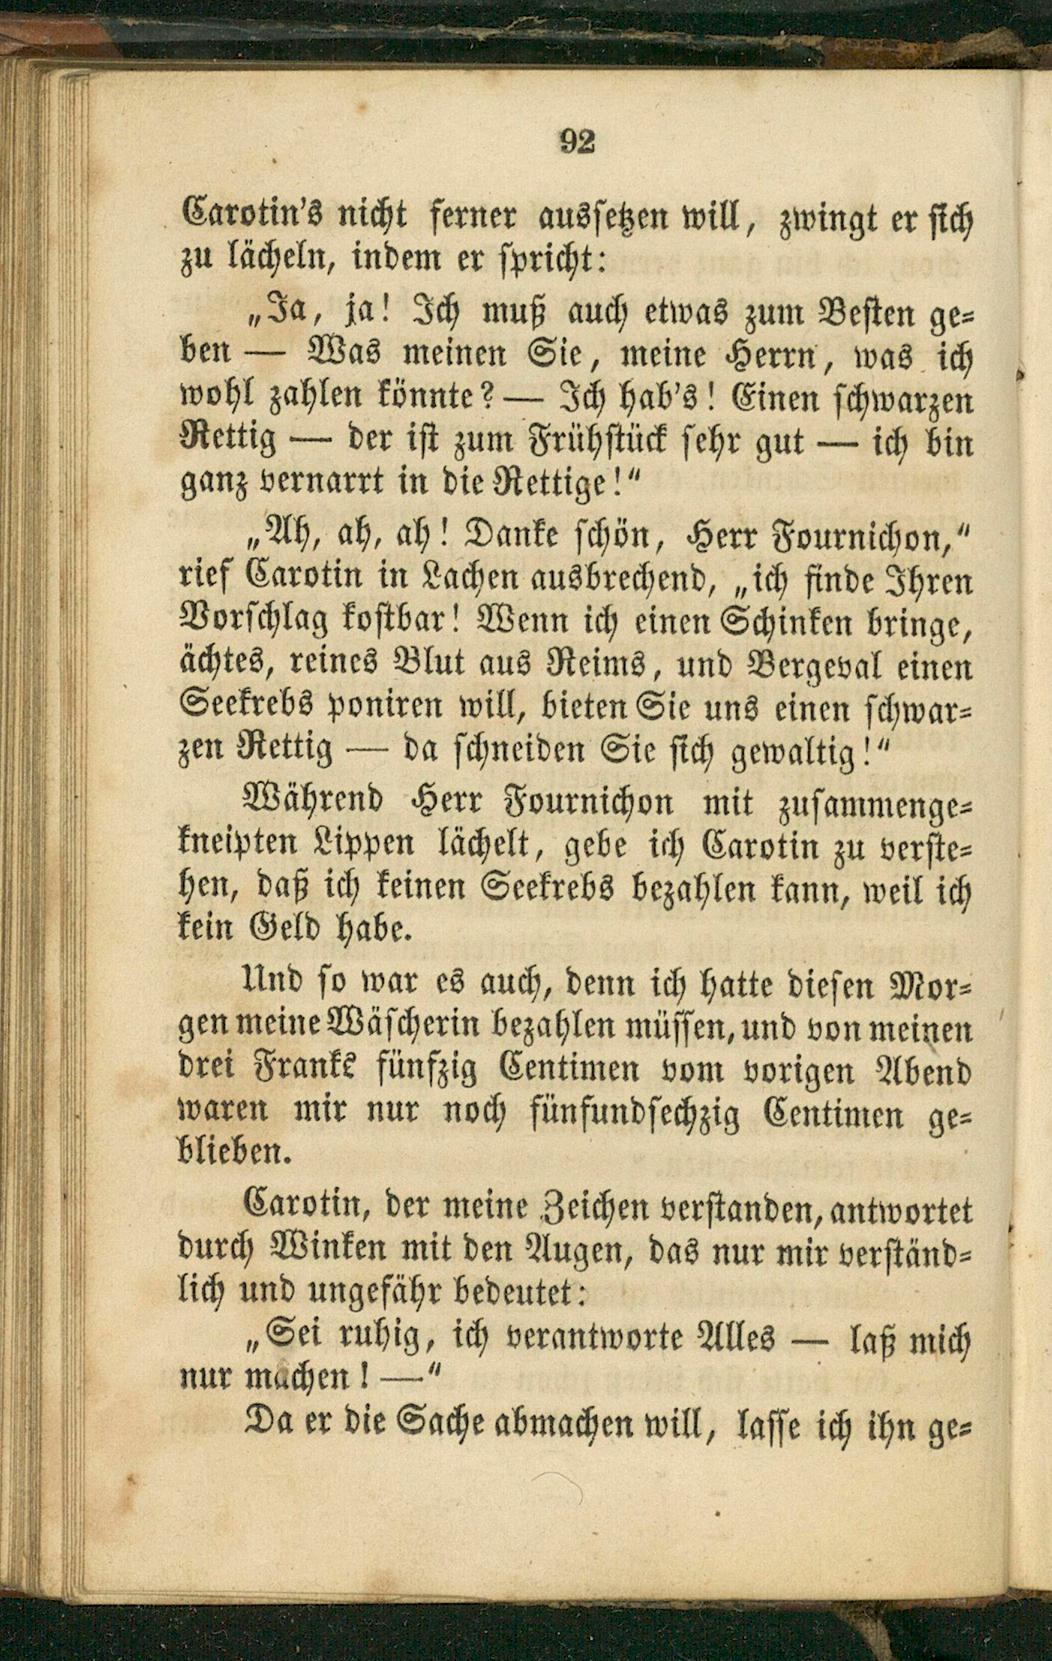 92
Carotin's nicht ferner aussetzen will, zwingt er sich
zu lächeln, indem er spricht:
„Ja, ja! Ich muß auch etwas zum Besten ge-
ben — Was meinen Sie, meine Herrn, was ich
wohl zahlen könnte? — Ich hab's! Einen schwarzen
Rettig — der ist zum Frühstück sehr gut — ich bin
ganz vernarrt in die Rettige!“
„Ah, ah, ah! Danke schön, Herr Fournichon,“
rief Carotin in Lachen ausbrechend, „ich finde Ihren
Vorschlag kostbar! Wenn ich einen Schinken bringe,
ächtes, reines Blut aus Reims, und Bergeval einen
Seekrebs poniren will, bieten Sie uns einen schwar-
zen Rettig — da schneiden Sie sich gewaltig!“
Während Herr Fournichon mit zusammenge-
kneipten Lippen lächelt, gebe ich Carotin zu verste-
hen, daß ich keinen Seekrebs bezahlen kann, weil ich
kein Geld habe.
Und so war es auch, denn ich hatte diesen Mor-
gen meine Wäscherin bezahlen müssen, und von meinen
drei Franks fünfzig Centimen vom vorigen Abend
waren mir nur noch fünfundsechzig Centimen ge-
blieben.
Carotin, der meine Zeichen verstanden, antwortet
durch Winken mit den Augen, das nur mir verständ-
lich und ungefähr bedeutet:
„Sei ruhig, ich verantworte Alles — laß mich
nur machen! —“
Da er die Sache abmachen will, lasse ich ihn ge-